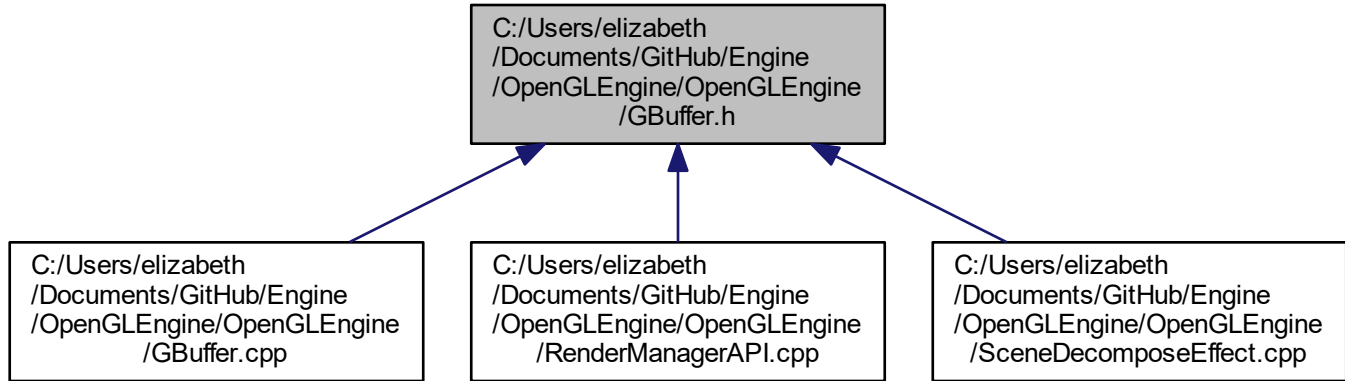 C:/Users/elizabeth
/Documents/GitHub/Engine
/OpenGLEngine/OpenGLEngine
/GBuffer.h
C:/Users/elizabeth
/Documents/GitHub/Engine
/OpenGLEngine/OpenGLEngine
/GBuffer.cpp
C:/Users/elizabeth
/Documents/GitHub/Engine
/OpenGLEngine/OpenGLEngine
/RenderManagerAPI.cpp
C:/Users/elizabeth
/Documents/GitHub/Engine
/OpenGLEngine/OpenGLEngine
/SceneDecomposeEffect.cpp